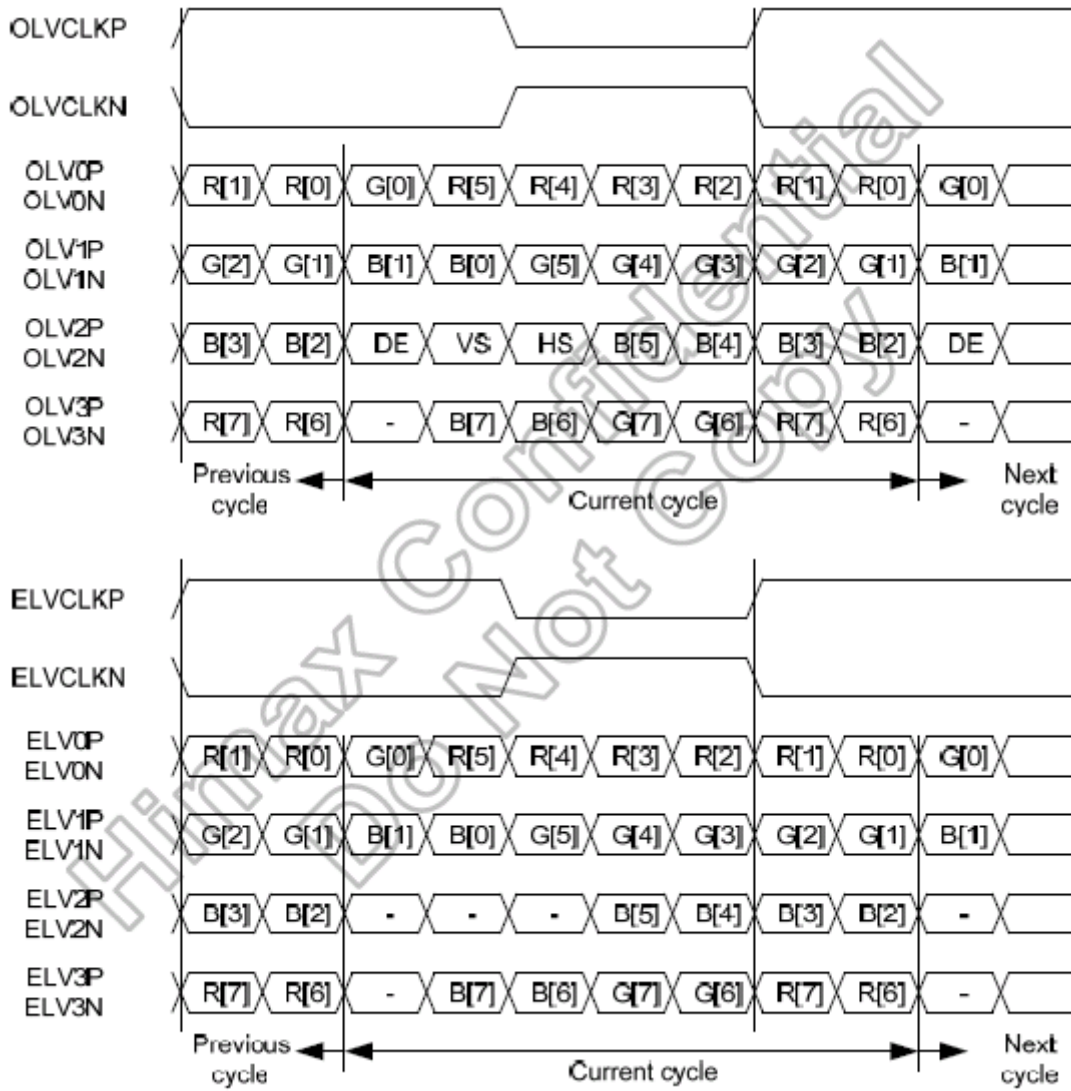 OLVCLKP
OLVCLKN
OLV0P
OLV0N
R[1] R[0] G[0] R[5] R[4] R[3] R[2] R[1] R[0] G[0]
OLV1P
OLV1N
G[2] G[1] B[1] B[0] G[5] G[4] G[3] G[2] G[1] B[1]
OLV2P
OLV2N
B[3] B[2] DE VS HS B[5] B[4] B[3] B[2] DE
OLV3P
OLV3N
R[7] R[6] - B[7] B[6] G[7] G[6] R[7] R[6] -
Previous cycle
Current cycle
Next cycle
ELVCLKP
ELVCLKN
ELV0P
ELV0N
R[1] R[0] G[0] R[5] R[4] R[3] R[2] R[1] R[0] G[0]
ELV1P
ELV1N
G[2] G[1] B[1] B[0] G[5] G[4] G[3] G[2] G[1] B[1]
ELV2P
ELV2N
B[3] B[2] - - - B[5] B[4] B[3] B[2] -
ELV3P
ELV3N
R[7] R[6] - B[7] B[6] G[7] G[6] R[7] R[6] -
Previous cycle
Current cycle
Next cycle
Himax Confidential
Do Not Copy